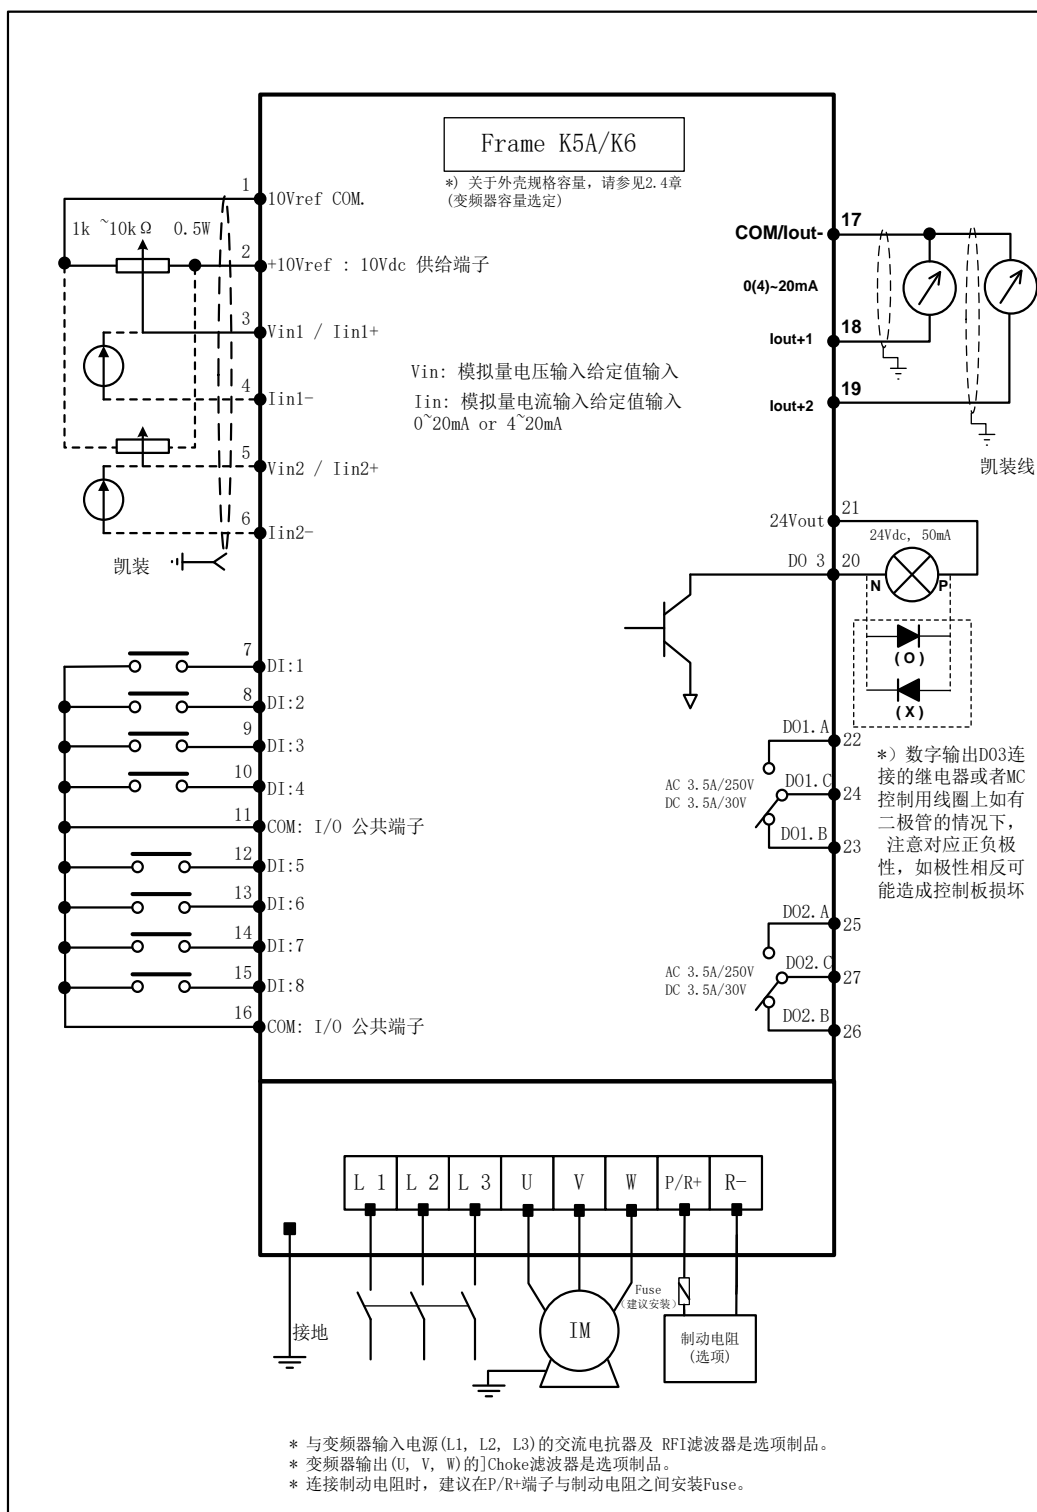 Frame K5A/K6
*) 关于外壳规格容量, 请参见2.4章
(变频器容量选定)
1
10Vref COM.
1k ~10kΩ 0.5W
2
+10Vref : 10Vdc 供给端子
3
Vin1 / Iin1+
4
Iin1-
5
Vin2 / Iin2+
6
Iin2-
凯装
Vin: 模拟量电压输入给定值输入
Iin: 模拟量电流输入给定值输入
0~20mA or 4~20mA
COM/Iout-
17
0(4)~20mA
Iout+1
18
Iout+2
19
凯装线
24Vout
21
24Vdc, 50mA
DO 3
20
N
P
(O)
(X)
7
DI:1
8
DI:2
9
DI:3
10
DI:4
11
COM: I/O 公共端子
12
DI:5
13
DI:6
14
DI:7
15
DI:8
16
COM: I/O 公共端子
DO1.A
22
AC 3.5A/250V
DC 3.5A/30V
DO1.C
24
DO1.B
23
*) 数字输出DO3连
接的继电器或者MC
控制用线圈上如有
二极管的情况下,
注意对应正负极
性, 如极性相反可
能造成控制板损坏
DO2.A
25
AC 3.5A/250V
DC 3.5A/30V
DO2.C
27
DO2.B
26
L 1
L 2
L 3
U
V
W
P/R+
R-
接地
IM
Fuse
(建议安装)
制动电阻
(选项)
* 与变频器输入电源(L1, L2, L3)的交流电抗器及 RFI滤波器是选项制品。
* 变频器输出(U, V, W)的]Choke滤波器是选项制品。
* 连接制动电阻时, 建议在P/R+端子与制动电阻之间安装Fuse。